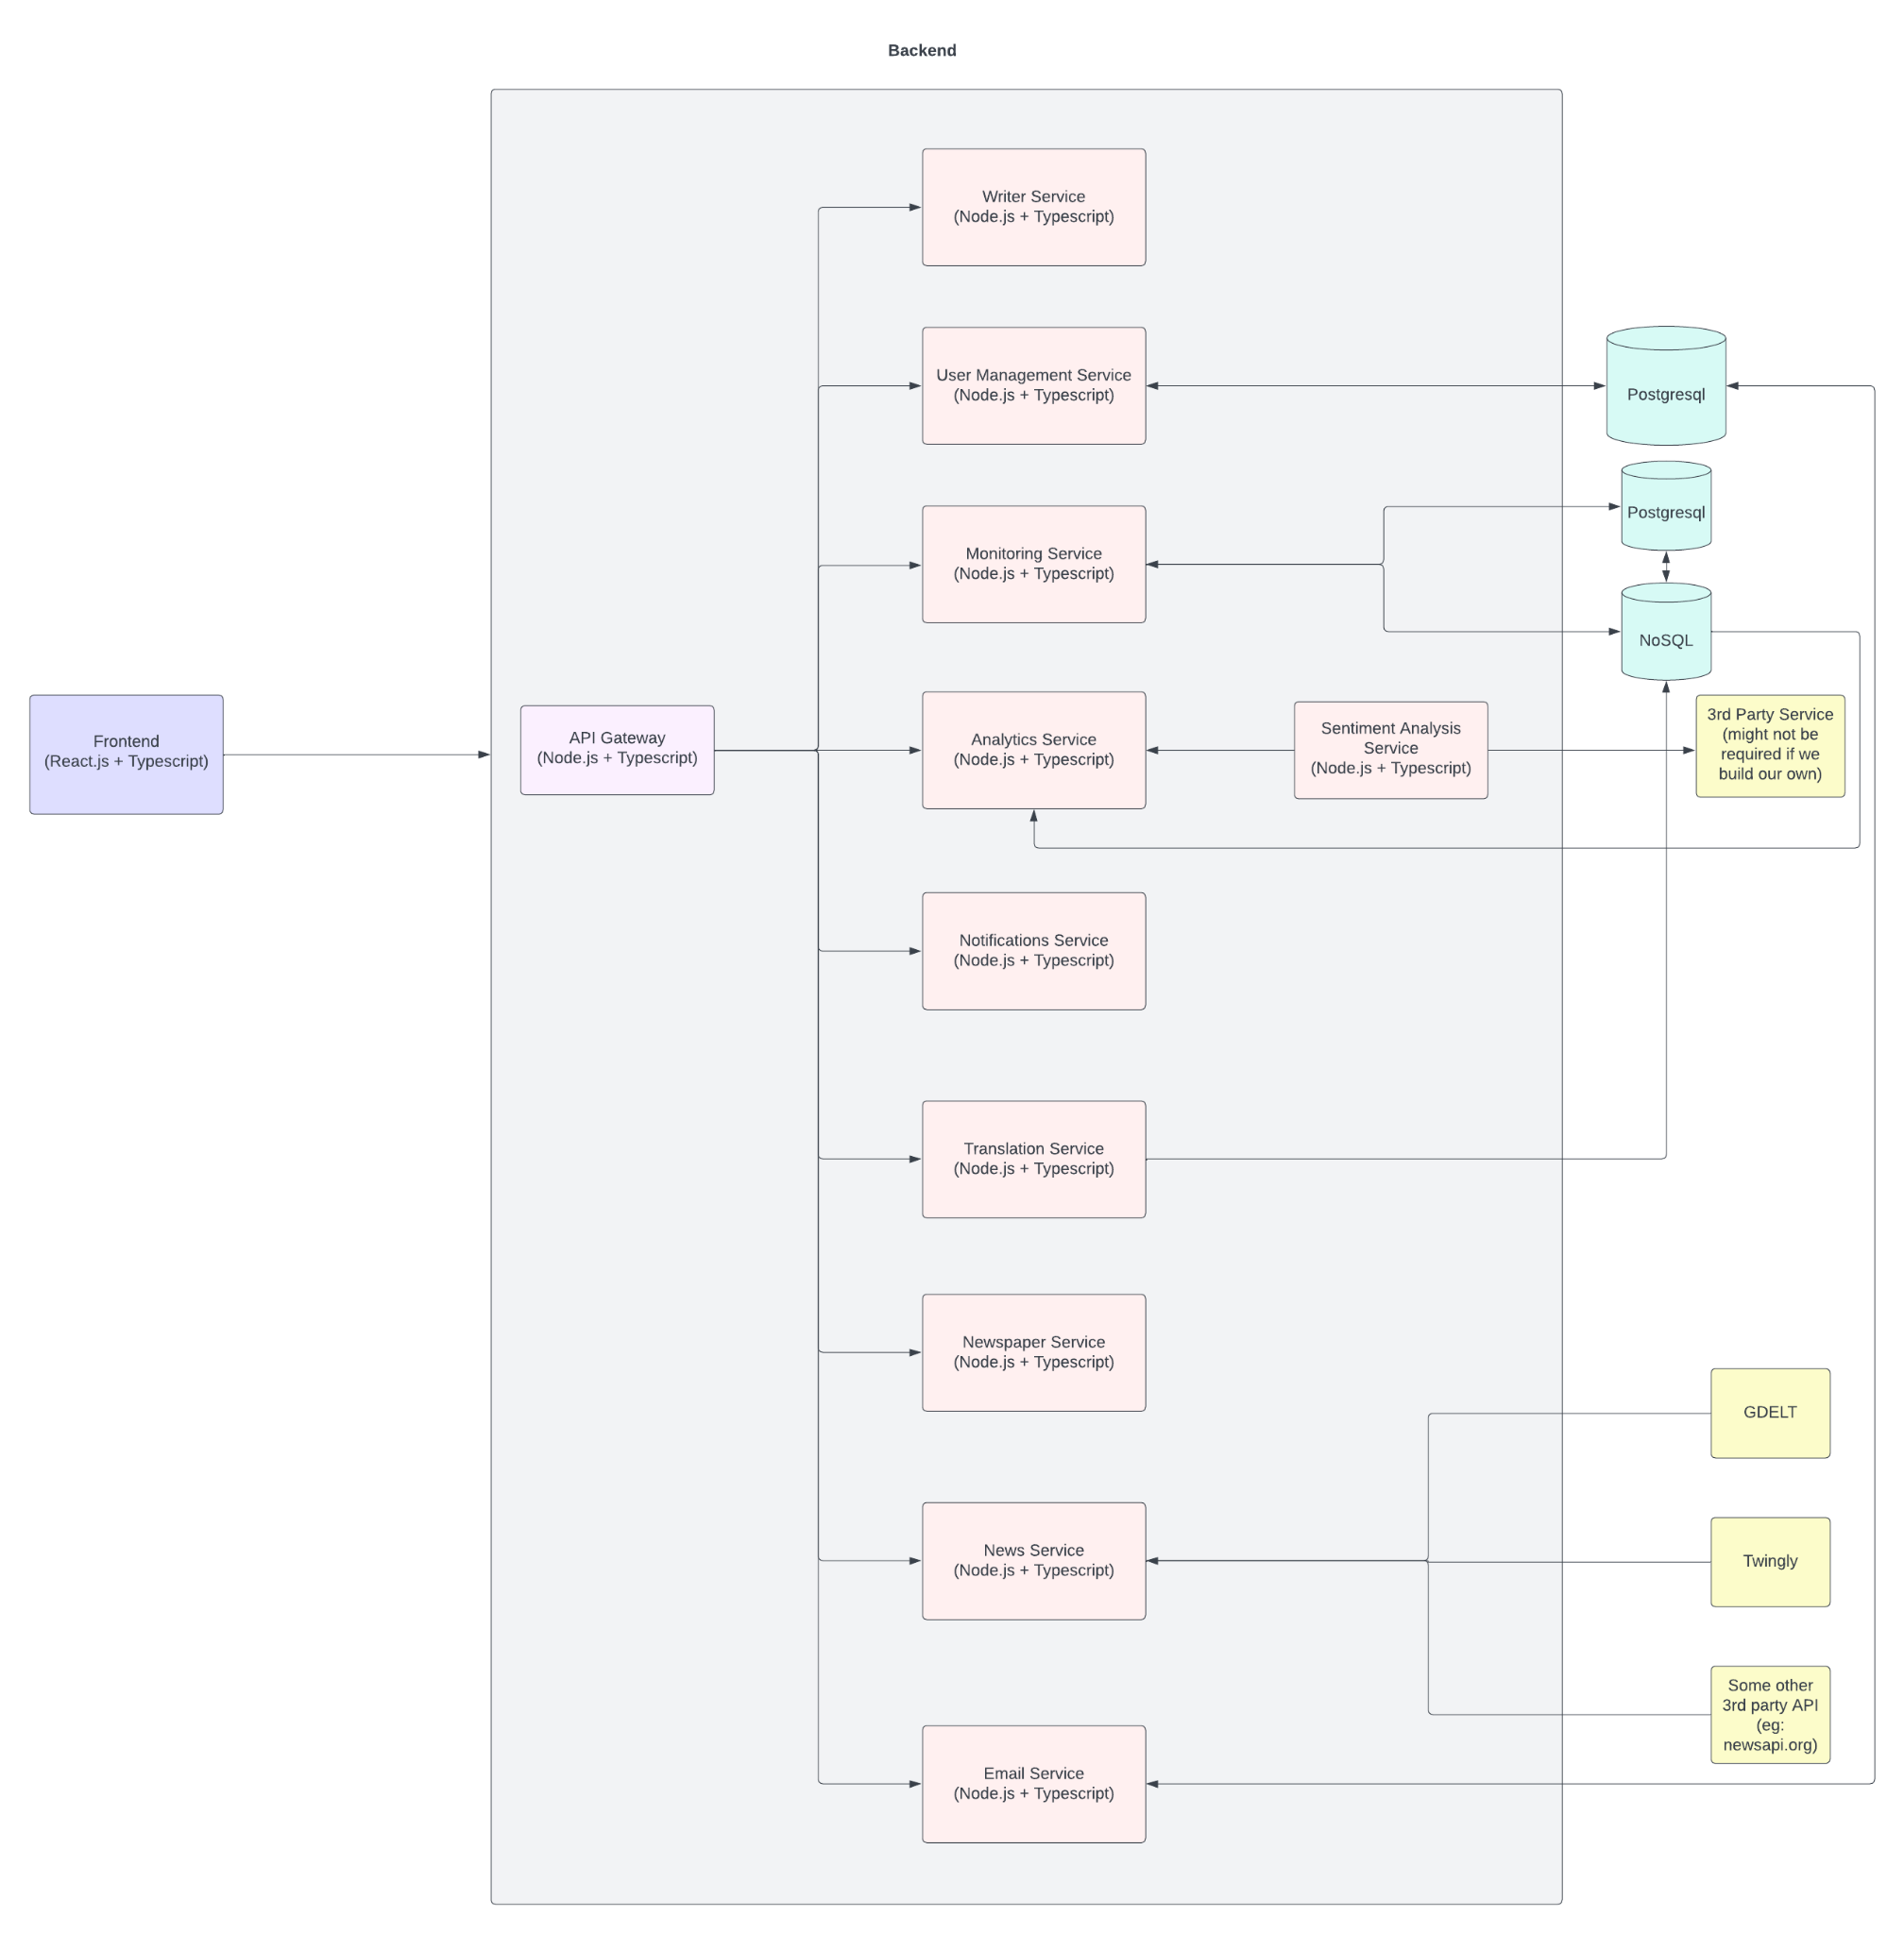 Backend
Writer Service
(Node.js + Typescript)
User Management Service
(Node.js + Typescript)
Postgresql
Monitoring Service
(Node.js + Typescript)
Postgresql
NoSQL
Frontend
(React.js + Typescript)
API Gateway
(Node.js + Typescript)
Analytics Service
(Node.js + Typescript)
Sentiment Analysis
Service
(Node.js + Typescript)
3rd Party Service
(might not be
required if we
build our own)
Notifications Service
(Node.js + Typescript)
Translation Service
(Node.js + Typescript)
Newspaper Service
(Node.js + Typescript)
GDELT
News Service
(Node.js + Typescript)
Twingly
Some other
3rd party API
(eg:
newsapi.org)
Email Service
(Node.js + Typescript)